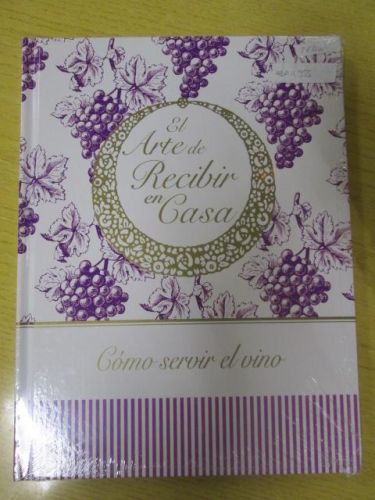 El
Arte de
Recibir
en
Casa
Cómo servir el vino